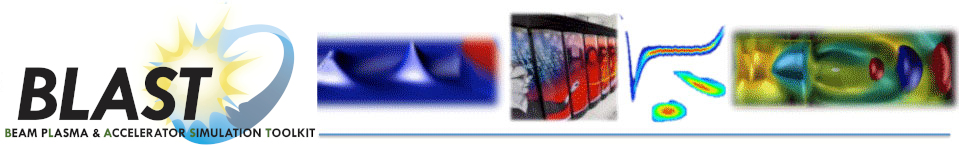 BLAST
BEAM PLASMA & ACCELERATOR SIMULATION TOOLKIT